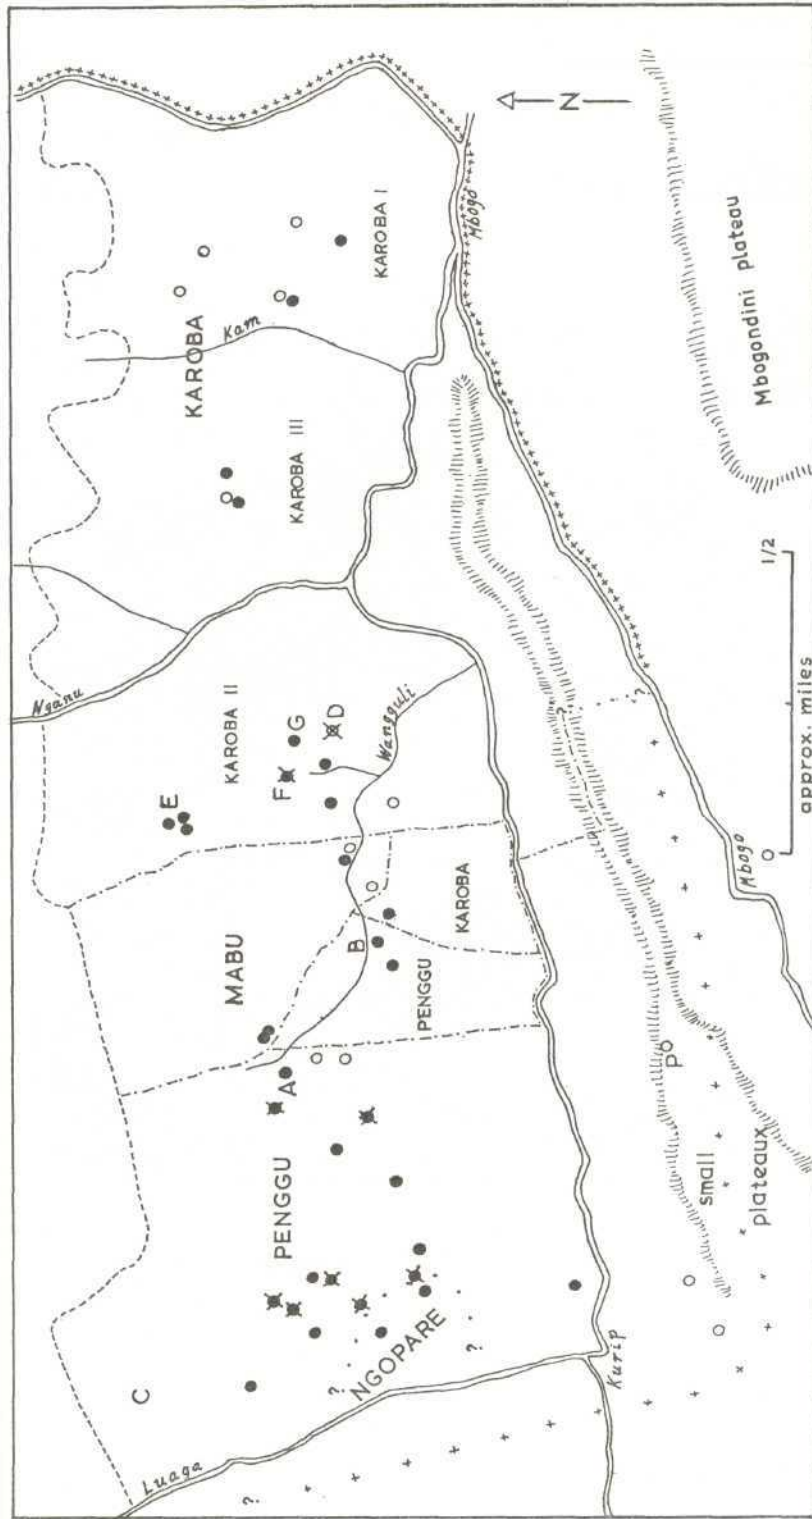 Nganu
KAROBA
Luaga
C
MABU
E
KAROBA II
Kam
PENGGU
A
F
G
D
KAROBA III
KAROBA I
?
?
NGOPARE
?
B
Wangguli
PENGGU
KAROBA
Kurip
Mbogo
N
?
?
P
small
plateaux
Mbogo
Mbogondini plateau
0 1/2
approx. miles